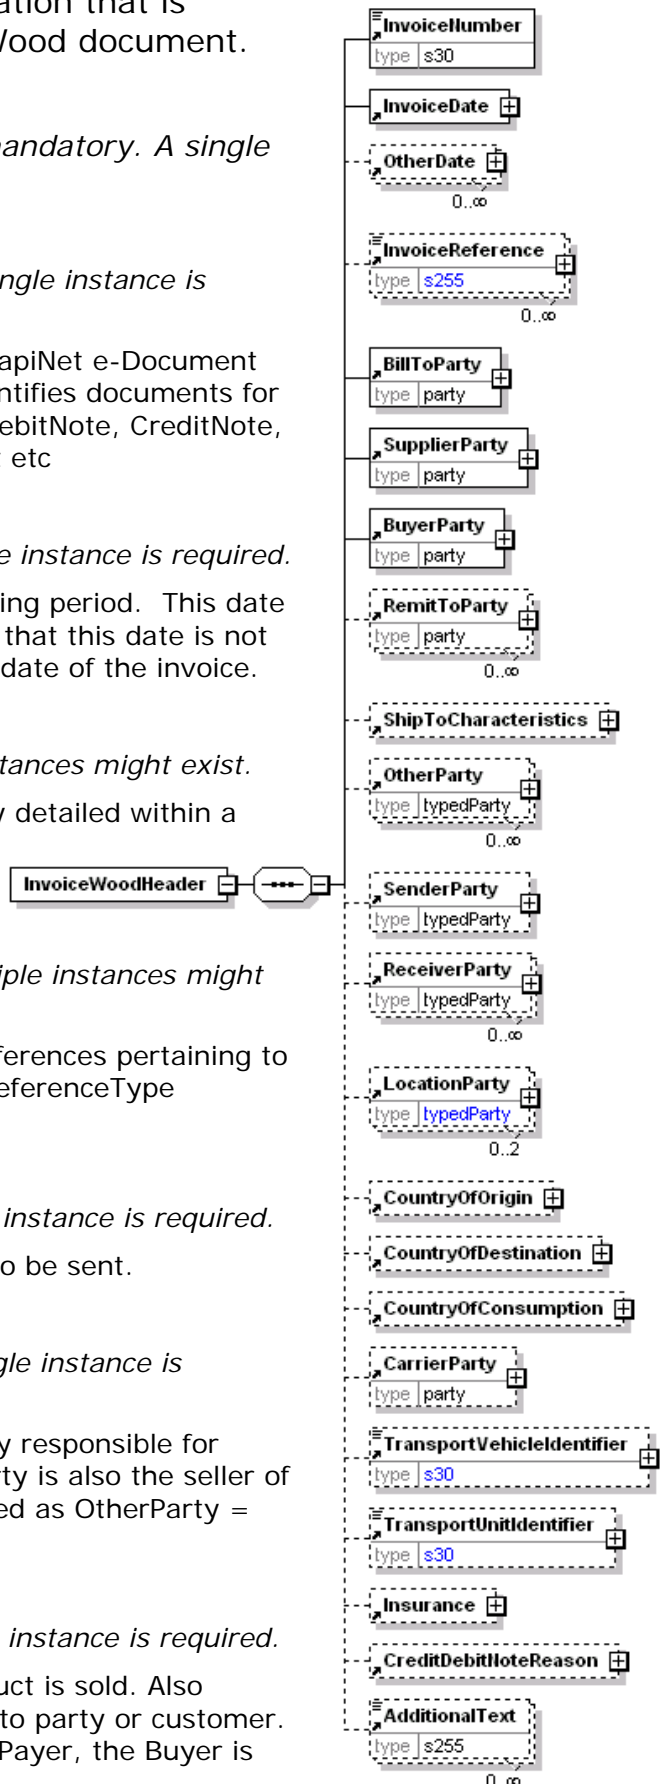 ation that is
Wood document.
mandatory. A single
ngle instance is
apiNet e-Document
ntifies documents for
ebitNote, CreditNote,
t etc
e instance is required.
ing period. This date
that this date is not
date of the invoice.
tances might exist.
y detailed within a
iple instances might
ferences pertaining to
eferenceType
instance is required.
o be sent.
gle instance is
y responsible for
rty is also the seller of
ed as OtherParty =
instance is required.
uct is sold. Also
to party or customer.
Payer, the Buyer is
InvoiceWoodHeader
InvoiceNumber
type s30
InvoiceDate
OtherDate
0..∞
InvoiceReference
type s255
0..∞
BillToParty
type party
SupplierParty
type party
BuyerParty
type party
RemitToParty
type party
0..∞
ShipToCharacteristics
OtherParty
type typedParty
0..∞
SenderParty
type typedParty
ReceiverParty
type typedParty
0..∞
LocationParty
type typedParty
0..2
CountryOfOrigin
CountryOfDestination
CountryOfConsumption
CarrierParty
type party
TransportVehicleIdentifier
type s30
TransportUnitIdentifier
type s30
Insurance
CreditDebitNoteReason
AdditionalText
type s255
0..∞